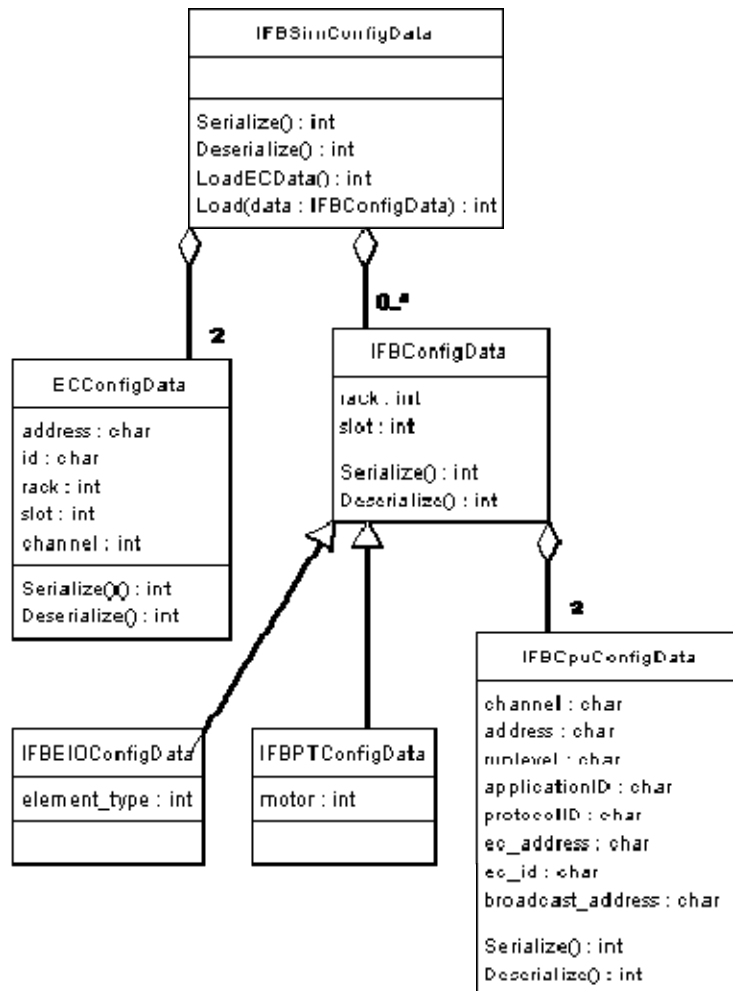 IFBSimConfigData
Serialize() : int
Deserialize() : int
LoadECData() : int
Load(data : IFBConfigData) : int
2
0..*
ECConfigData
address : char
id : char
rack : int
slot : int
channel : int
Serialize()() : int
Deserialize() : int
IFBConfigData
rack : int
slot : int
Serialize() : int
Deserialize() : int
2
IFBEIOConfigData
element_type : int
IFBPTConfigData
motor : int
IFBCpuConfigData
channel : char
address : char
runlevel : char
applicationID : char
protocolID : char
ec_address : char
ec_id : char
broadcast_address : char
Serialize() : int
Deserialize() : int